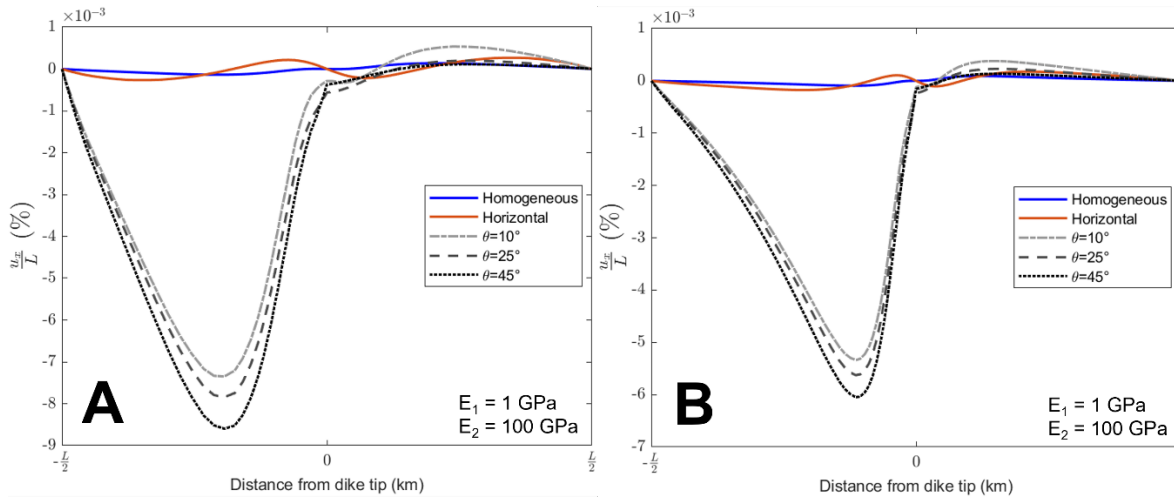 ×10⁻³
1
0
-1
-2
-3
-4
-5
-6
-7
-8
-9
u_x/L (%)
Homogeneous
Horizontal
θ=10°
θ=25°
θ=45°
A
E₁ = 1 GPa
E₂ = 100 GPa
-L/2
0
L/2
Distance from dike tip (km)
×10⁻³
1
0
-1
-2
-3
-4
-5
-6
-7
u_x/L (%)
Homogeneous
Horizontal
θ=10°
θ=25°
θ=45°
B
E₁ = 1 GPa
E₂ = 100 GPa
-L/2
0
Distance from dike tip (km)